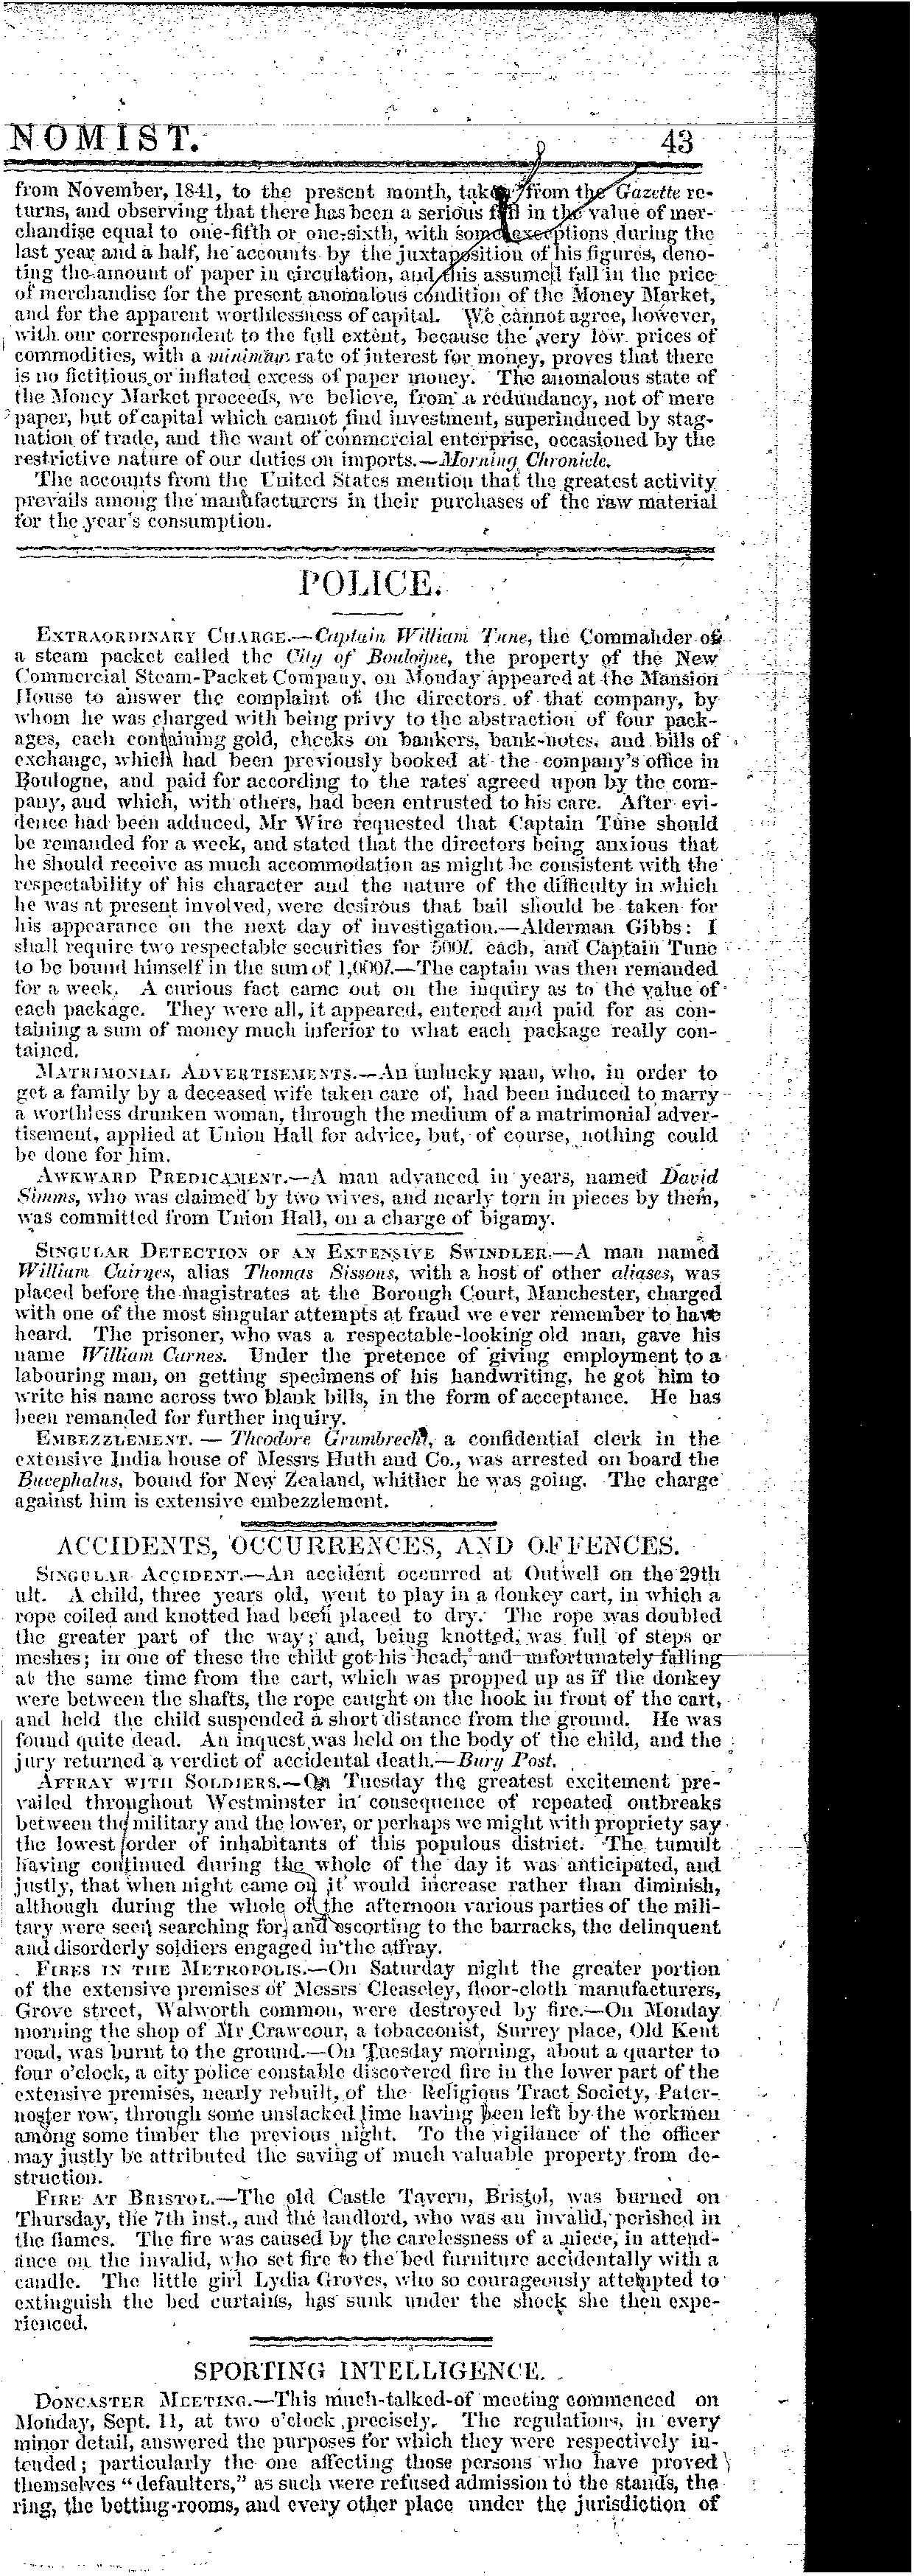 NOMIST. 43
from November, 1841, to the present month, taken from the Gazette re-
turns, and observing that there has been a serious fall in the value of mer-
chandise equal to one-fifth or one-sixth, with some exceptions during the
last year and a half, he accounts by the juxtaposition of his figures, deno-
ting the amount of paper in circulation, and this assumed fall in the price
of merchandise for the present anomalous condition of the Money Market,
and for the apparent worthlessness of capital. We cannot agree, however,
with our correspondent to the full extent, because the very low prices of
commodities, with a minimum rate of interest for money, proves that there
is no fictitious or inflated excess of paper money. The anomalous state of
the Money Market proceeds, we believe, from a redundancy, not of mere
paper, but of capital which cannot find investment, superinduced by stag-
nation of trade, and the want of commercial enterprise, occasioned by the
restrictive nature of our duties on imports.—Morning Chronicle.
The accounts from the United States mention that the greatest activity
prevails among the manufacturers in their purchases of the raw material
for the year's consumption.
POLICE.
EXTRAORDINARY CHARGE.—Captain William Tune, the Commander of
a steam packet called the City of Boulogne, the property of the New
Commercial Steam-Packet Company, on Monday appeared at the Mansion
House to answer the complaint of the directors of that company, by
whom he was charged with being privy to the abstraction of four pack-
ages, each containing gold, checks on bankers, bank-notes, and bills of
exchange, which had been previously booked at the company's office in
Boulogne, and paid for according to the rates agreed upon by the com-
pany, and which, with others, had been entrusted to his care. After evi-
dence had been adduced, Mr Wire requested that Captain Tune should
be remanded for a week, and stated that the directors being anxious that
he should receive as much accommodation as might be consistent with the
respectability of his character and the nature of the difficulty in which
he was at present involved, were desirous that bail should be taken for
his appearance on the next day of investigation.—Alderman Gibbs: I
shall require two respectable securities for 500l. each, and Captain Tune
to be bound himself in the sum of 1,000l.—The captain was then remanded
for a week. A curious fact came out on the inquiry as to the value of
each package. They were all, it appeared, entered and paid for as con-
taining a sum of money much inferior to what each package really con-
tained.
MATRIMONIAL ADVERTISEMENTS.—An unlucky man, who, in order to
get a family by a deceased wife taken care of, had been induced to marry
a worthless drunken woman, through the medium of a matrimonial adver-
tisement, applied at Union Hall for advice, but, of course, nothing could
be done for him.
AWKWARD PREDICAMENT.—A man advanced in years, named David
Simms, who was claimed by two wives, and nearly torn in pieces by them,
was committed from Union Hall, on a charge of bigamy.
SINGULAR DETECTION OF AN EXTENSIVE SWINDLER.—A man named
William Cairnes, alias Thomas Sissons, with a host of other aliases, was
placed before the magistrates at the Borough Court, Manchester, charged
with one of the most singular attempts at fraud we ever remember to have
heard. The prisoner, who was a respectable-looking old man, gave his
name William Carnes. Under the pretence of giving employment to a
labouring man, on getting specimens of his handwriting, he got him to
write his name across two blank bills, in the form of acceptance. He has
been remanded for further inquiry.
EMBEZZLEMENT. — Theodore Grumbrecht, a confidential clerk in the
extensive India house of Messrs Huth and Co., was arrested on board the
Bucephalus, bound for New Zealand, whither he was going. The charge
against him is extensive embezzlement.
ACCIDENTS, OCCURRENCES, AND OFFENCES.
SINGULAR ACCIDENT.—An accident occurred at Outwell on the 29th
ult. A child, three years old, went to play in a donkey cart, in which a
rope coiled and knotted had been placed to dry. The rope was doubled
the greater part of the way; and, being knotted, was full of steps or
meshes; in one of these the child got his head, and unfortunately falling
at the same time from the cart, which was propped up as if the donkey
were between the shafts, the rope caught on the hook in front of the cart,
and held the child suspended a short distance from the ground. He was
found quite dead. An inquest was held on the body of the child, and the
jury returned a verdict of accidental death.—Bury Post.
AFFRAY WITH SOLDIERS.—On Tuesday the greatest excitement pre-
vailed throughout Westminster in consequence of repeated outbreaks
between the military and the lower, or perhaps we might with propriety say
the lowest order of inhabitants of this populous district. The tumult
having continued during the whole of the day it was anticipated, and
justly, that when night came on it would increase rather than diminish,
although during the whole of the afternoon various parties of the mili-
tary were seen searching for, and escorting to the barracks, the delinquent
and disorderly soldiers engaged in the affray.
FIRES IN THE METROPOLIS.—On Saturday night the greater portion
of the extensive premises of Messrs Cleaseley, floor-cloth manufacturers,
Grove street, Walworth common, were destroyed by fire.—On Monday
morning the shop of Mr Crawcour, a tobacconist, Surrey place, Old Kent
road, was burnt to the ground.—On Tuesday morning, about a quarter to
four o'clock, a city police constable discovered fire in the lower part of the
extensive premises, nearly rebuilt, of the Religious Tract Society, Pater-
noster row, through some unslacked lime having been left by the workmen
among some timber the previous night. To the vigilance of the officer
may justly be attributed the saving of much valuable property from de-
struction.
FIRE AT BRISTOL.—The old Castle Tavern, Bristol, was burned on
Thursday, the 7th inst., and the landlord, who was an invalid, perished in
the flames. The fire was caused by the carelessness of a niece, in attend-
ance on the invalid, who set fire to the bed furniture accidentally with a
candle. The little girl Lydia Groves, who so courageously attempted to
extinguish the bed curtains, has sunk under the shock she then expe-
rienced.
SPORTING INTELLIGENCE.
DONCASTER MEETING.—This much-talked-of meeting commenced on
Monday, Sept. 11, at two o'clock precisely. The regulations, in every
minor detail, answered the purposes for which they were respectively in-
tended; particularly the one affecting those persons who have proved
themselves "defaulters," as such were refused admission to the stands, the
ring, the betting-rooms, and every other place under the jurisdiction of